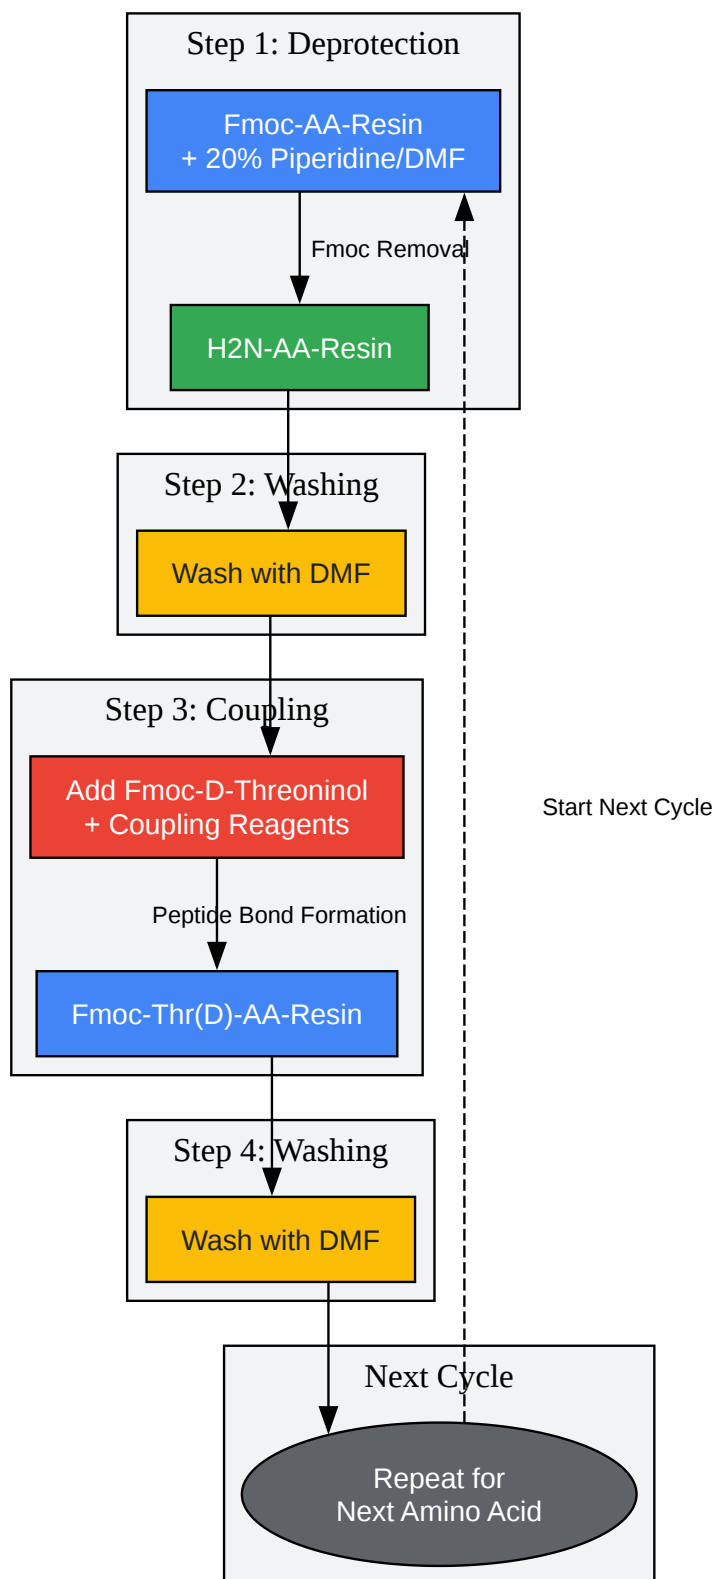 Step 1: Deprotection
Fmoc-AA-Resin
+ 20% Piperidine/DMF
Fmoc Removal
H2N-AA-Resin
Step 2: Washing
Wash with DMF
Step 3: Coupling
Add Fmoc-D-Threoninol
+ Coupling Reagents
Start Next Cycle
Peptide Bond Formation
Fmoc-Thr(D)-AA-Resin
Step 4: Washing
Wash with DMF
Next Cycle
Repeat for
Next Amino Acid